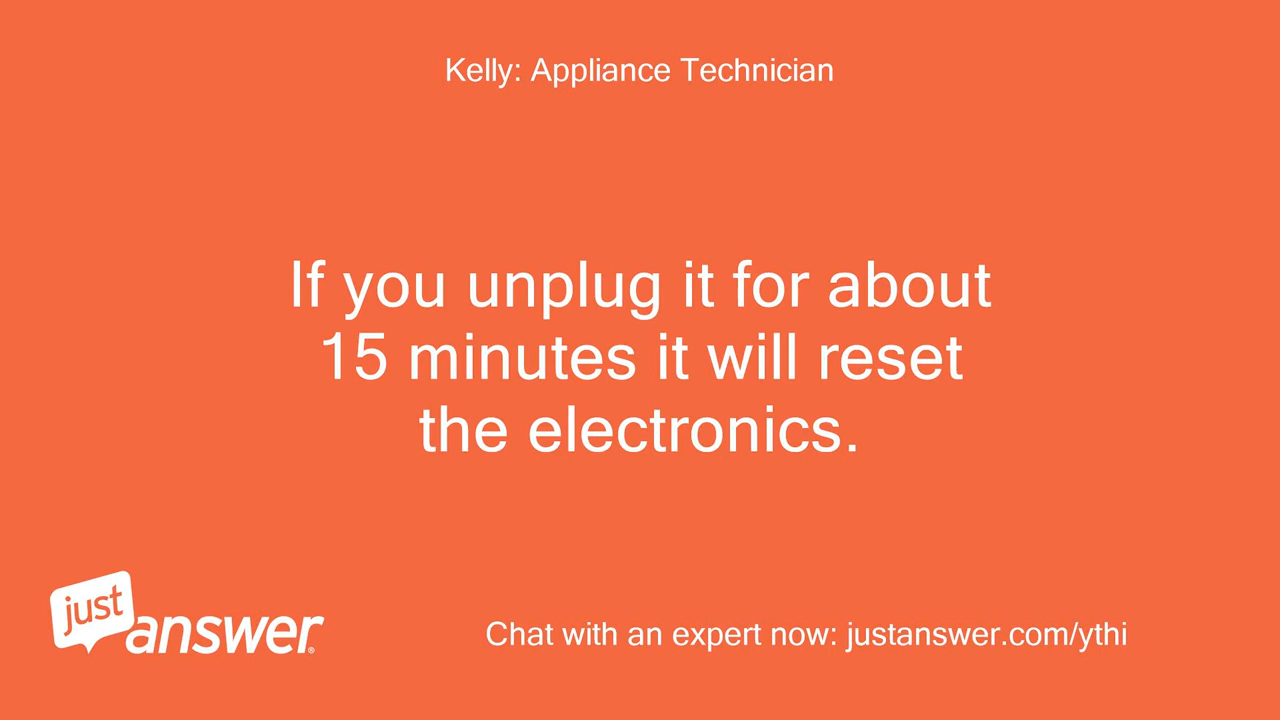 Kelly: Appliance Technician
If you unplug it for about
15 minutes it will reset
the electronics.
just
answer®
Chat with an expert now: justanswer.com/ythi